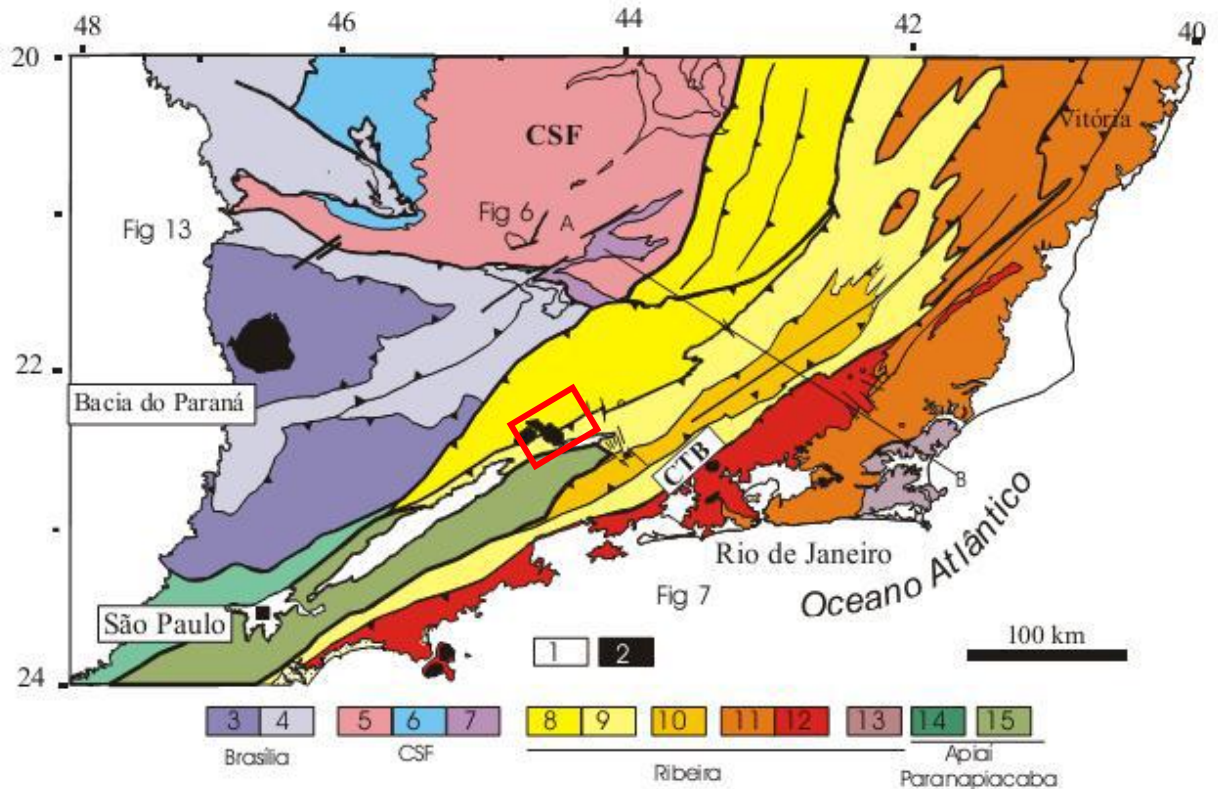 48
46
44
42
40
20
CSF
Vitória
Fig 6
A
Fig 13
22
Bacia do Paraná
CTB
B
Rio de Janeiro
Oceano Atlântico
Fig 7
São Paulo
100 km
24
1 2
3 4 5 6 7 8 9 10 11 12 13 14 15
Brasília CSF Ribeira Apiaí
Paranapiacaba